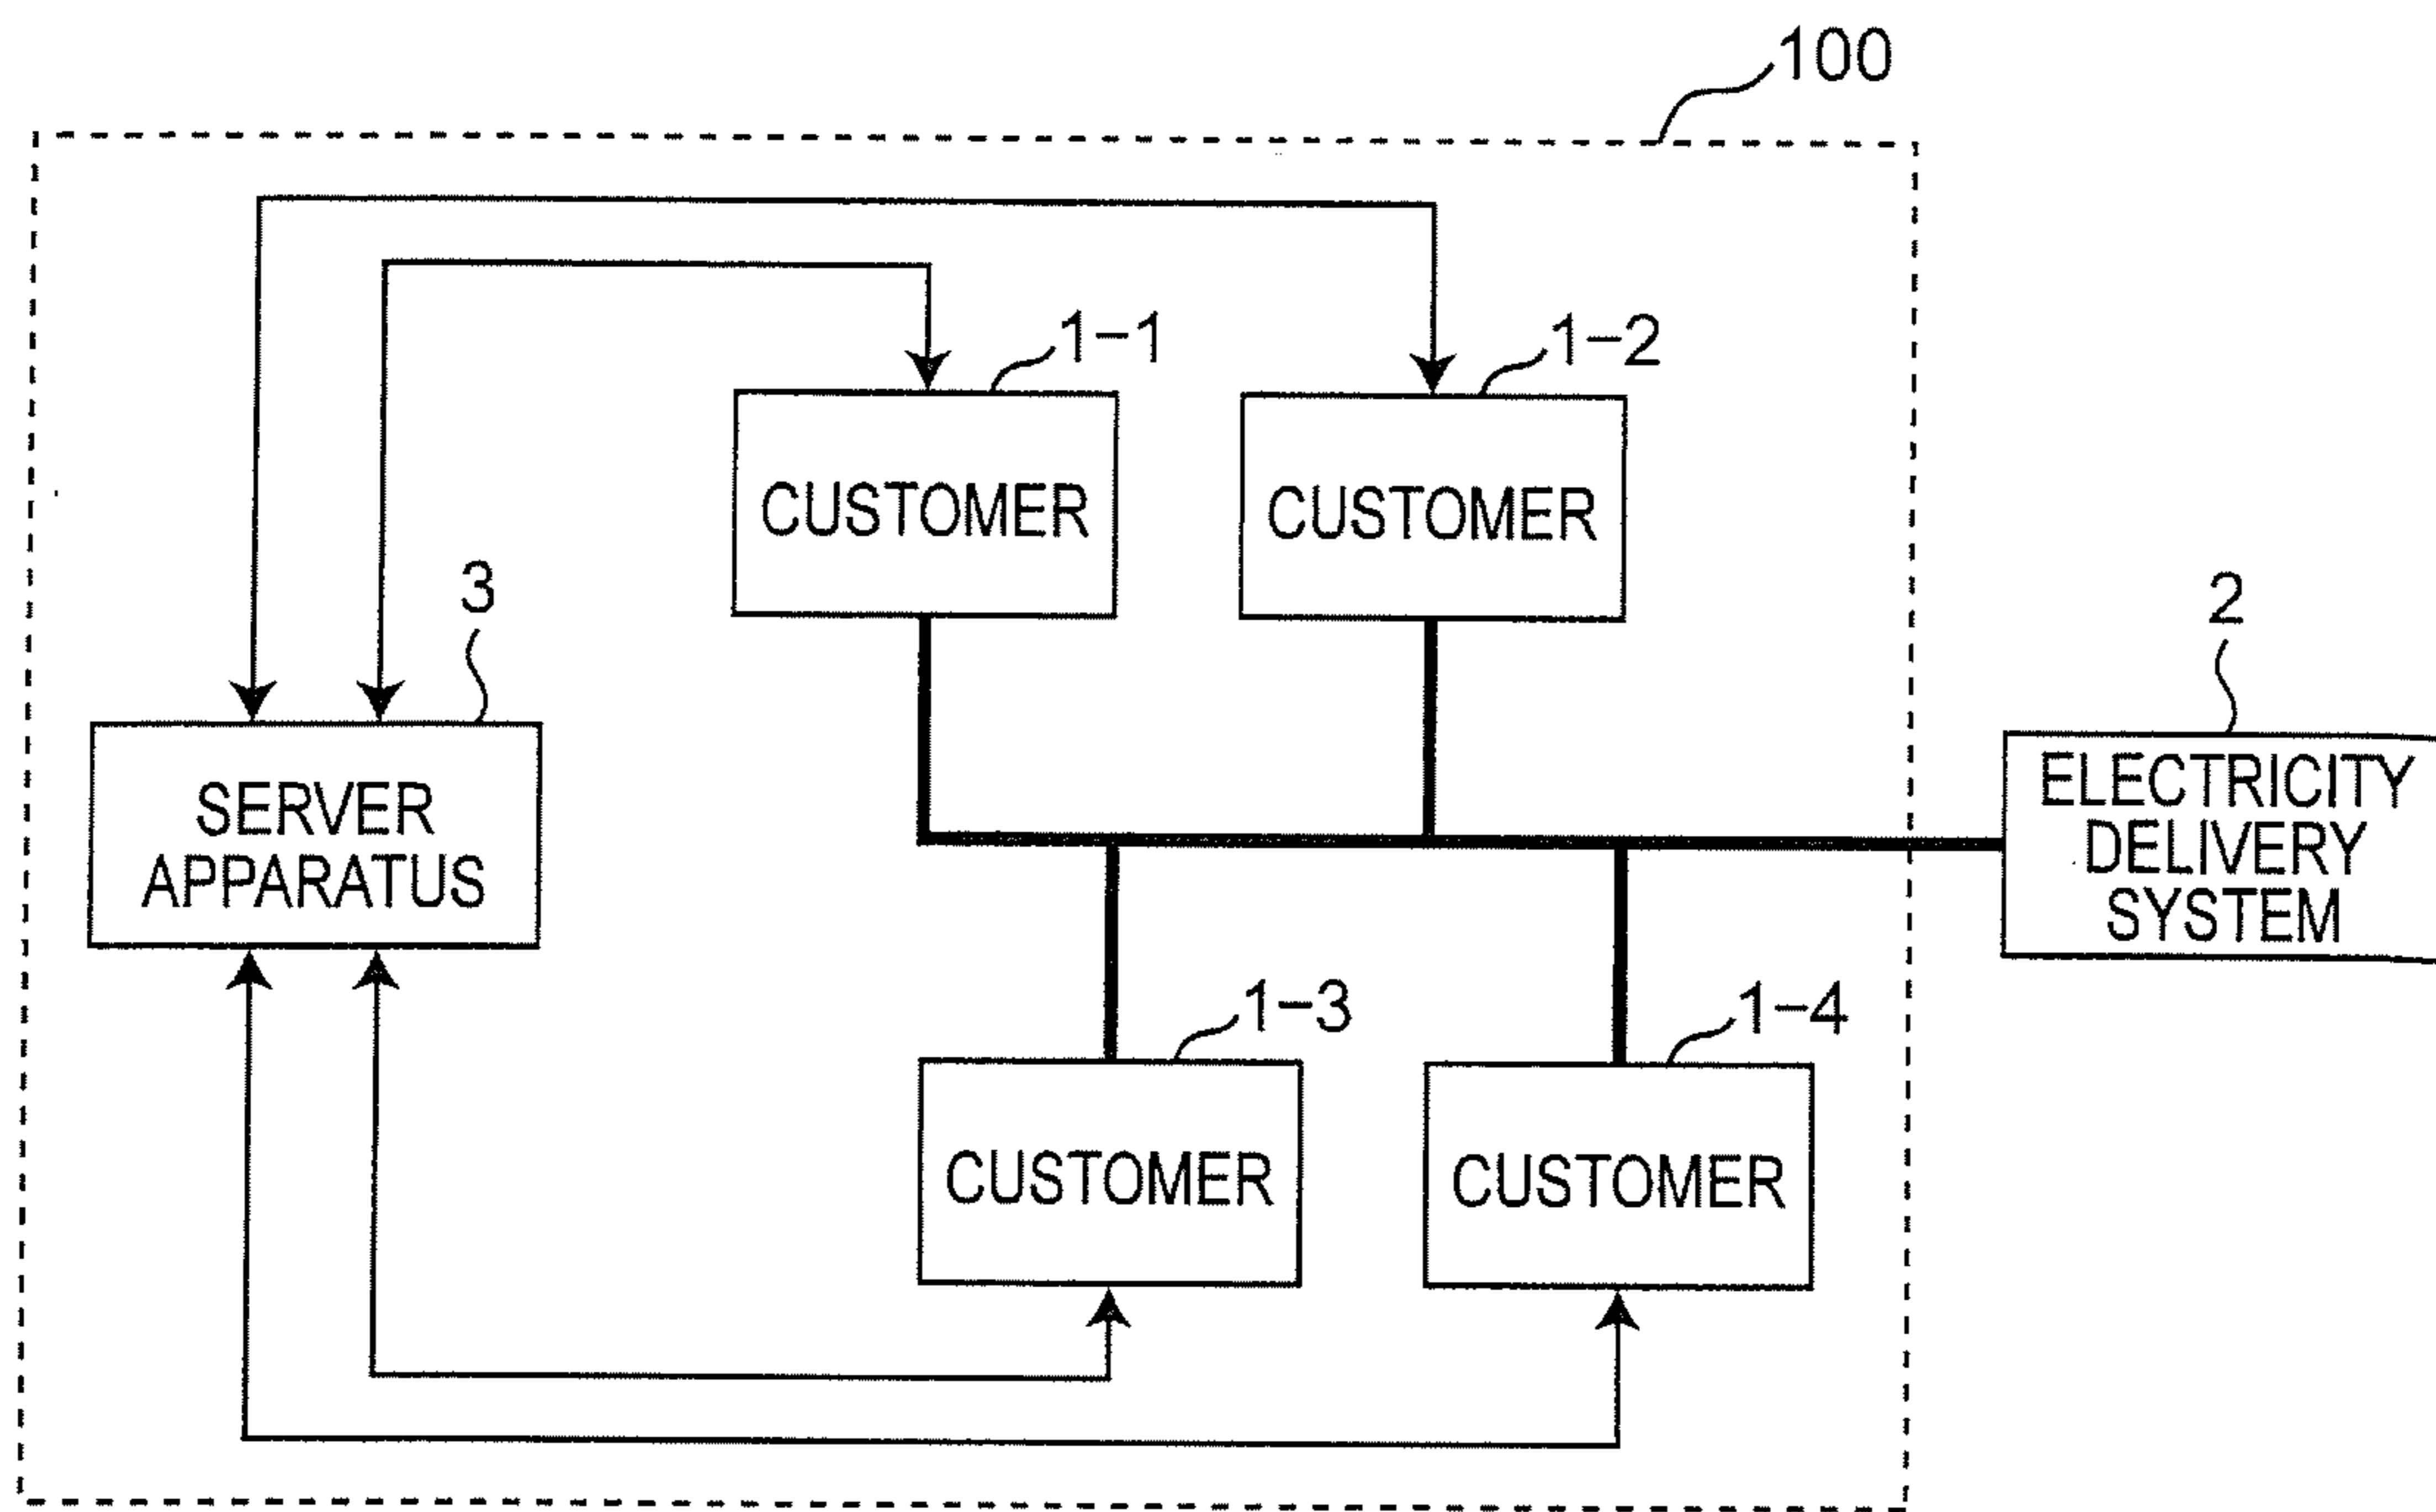 100
1-1
1-2
CUSTOMER
CUSTOMER
3
2
SERVER
APPARATUS
ELECTRICITY
DELIVERY
SYSTEM
1-3
1-4
CUSTOMER
CUSTOMER